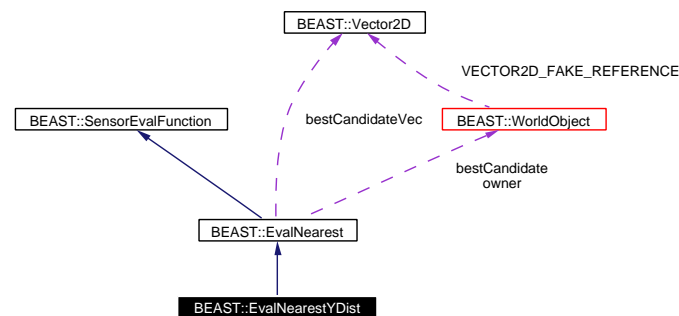 BEAST::Vector2D
VECTOR2D_FAKE_REFERENCE
BEAST::SensorEvalFunction
bestCandidateVec
BEAST::WorldObject
bestCandidate
owner
BEAST::EvalNearest
BEAST::EvalNearestYDist